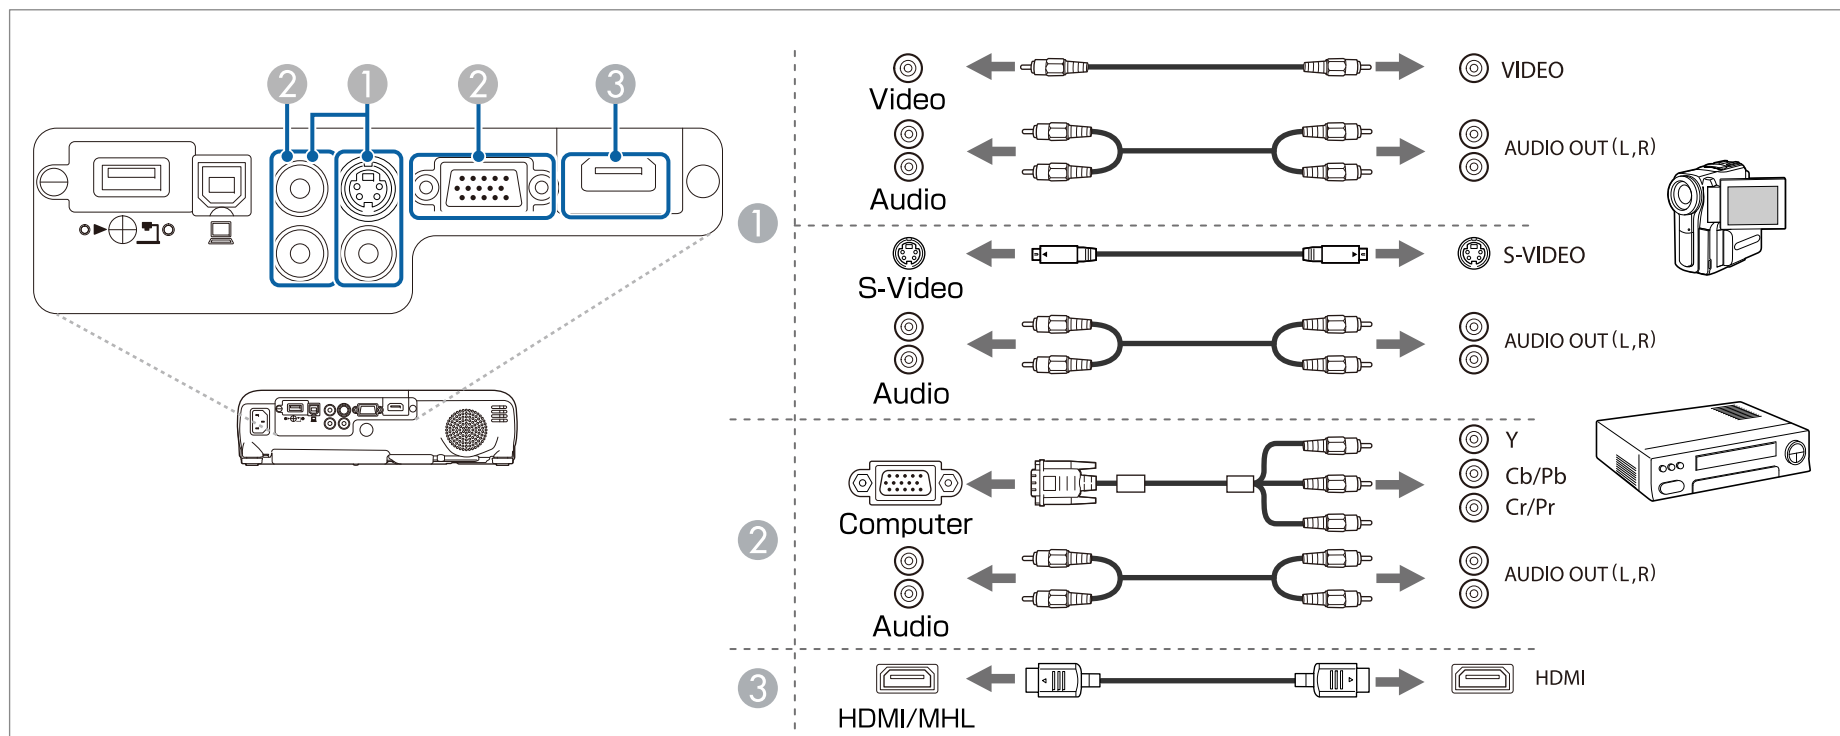 2 1 2 3
Video
VIDEO
Audio
AUDIO OUT (L,R)
1
S-Video
S-VIDEO
Audio
AUDIO OUT (L,R)
2
Computer
Y
Cb/Pb
Cr/Pr
Audio
AUDIO OUT (L,R)
3
HDMI/MHL
HDMI